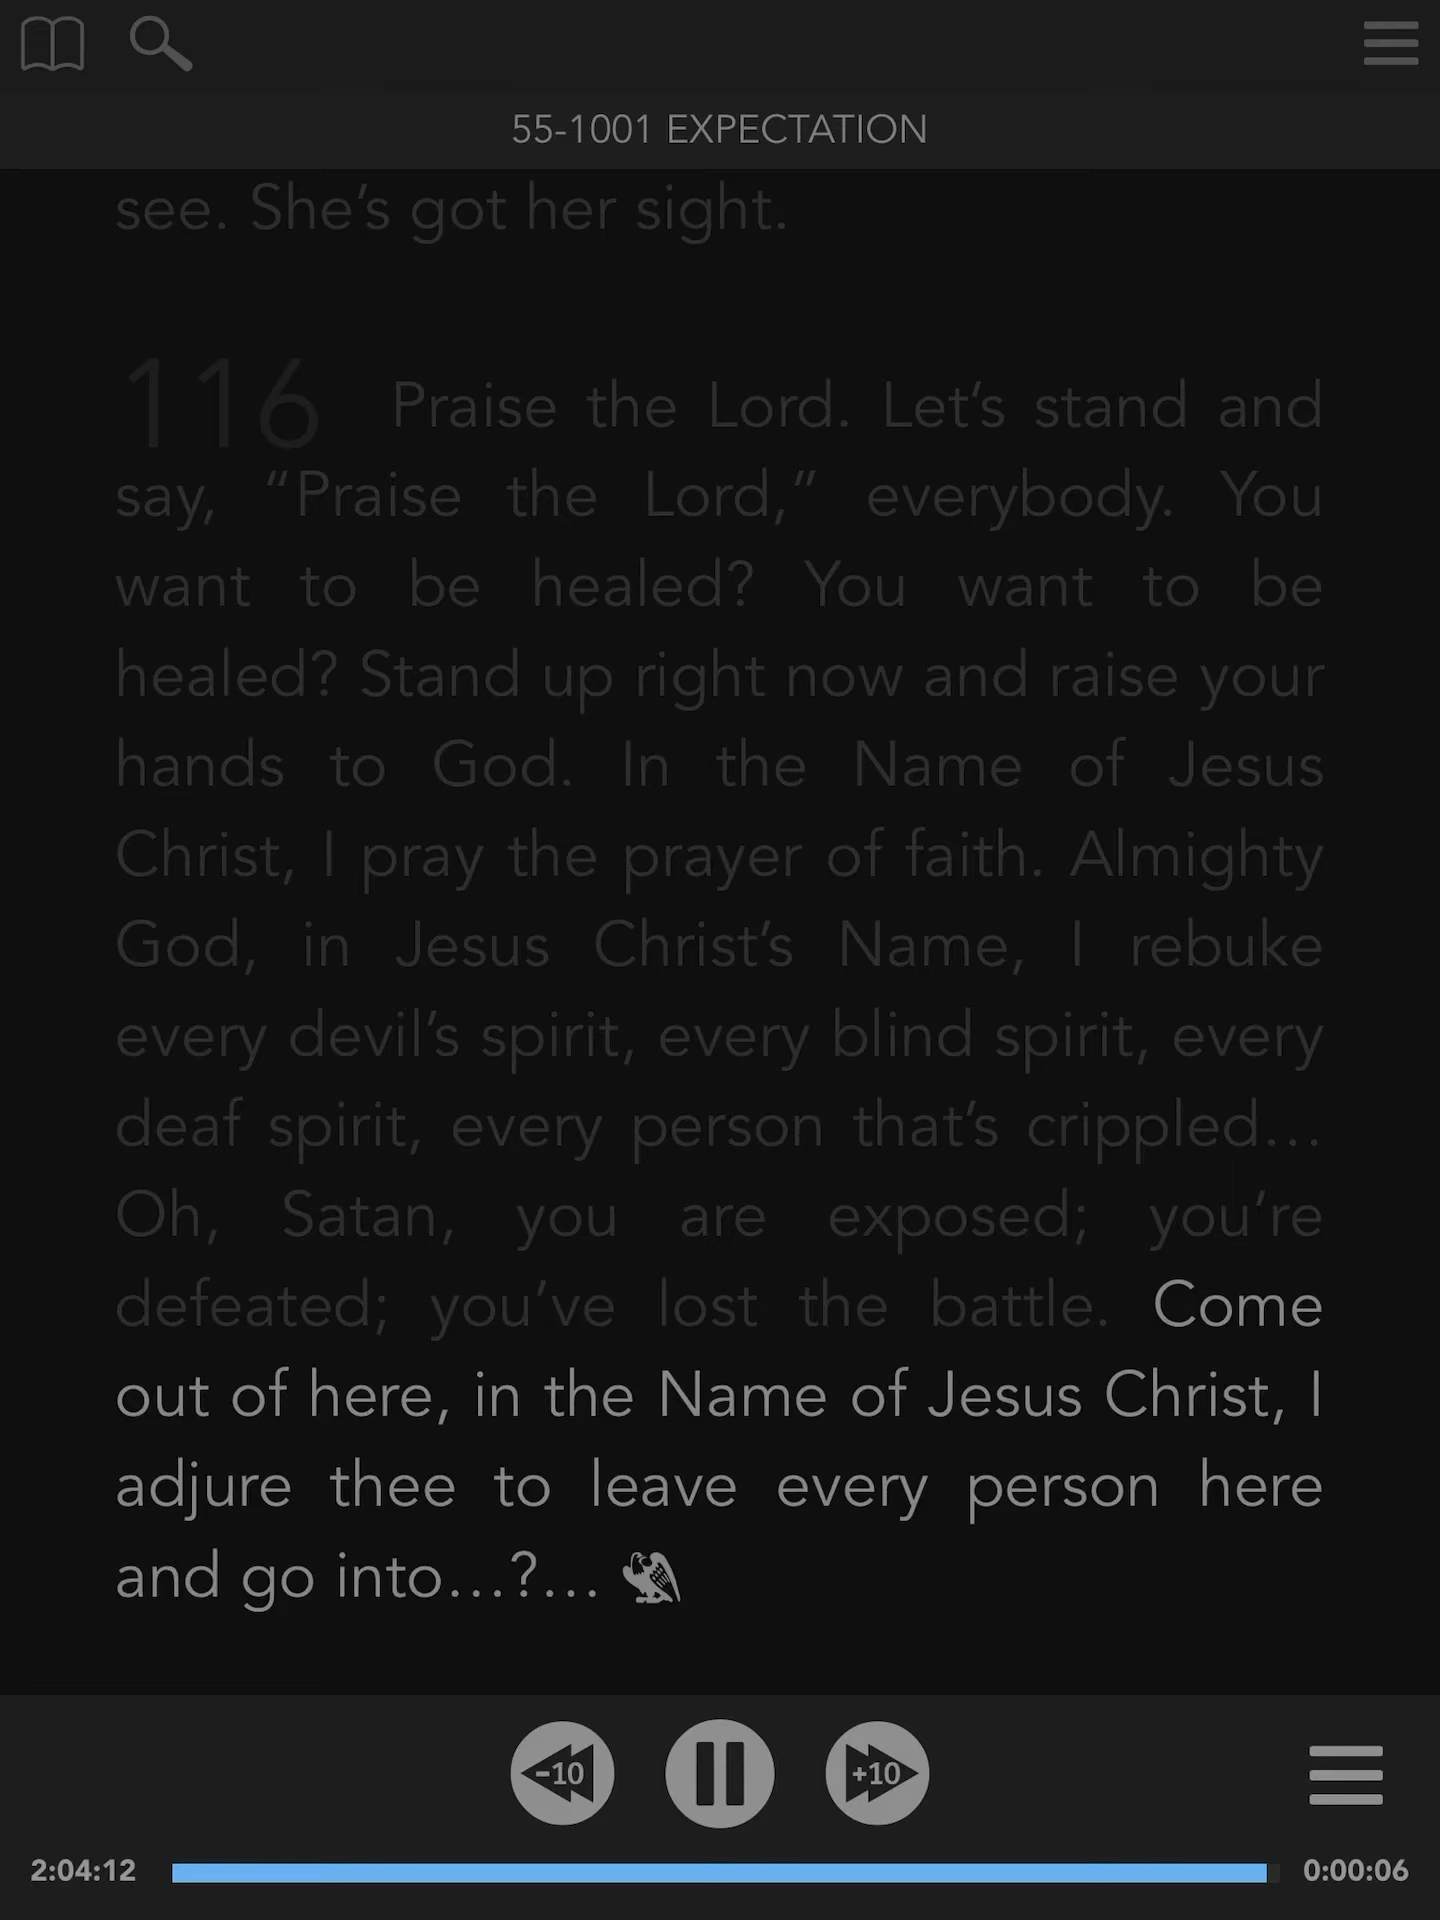 55-1001 EXPECTATION
see. She’s got her sight.
116 Praise the Lord. Let’s stand and
say, “Praise the Lord,” everybody. You
want to be healed? You want to be
healed? Stand up right now and raise your
hands to God. In the Name of Jesus
Christ, I pray the prayer of faith. Almighty
God, in Jesus Christ’s Name, I rebuke
every devil’s spirit, every blind spirit, every
deaf spirit, every person that’s crippled…
Oh, Satan, you are exposed; you’re
defeated; you’ve lost the battle. Come
out of here, in the Name of Jesus Christ, I
adjure thee to leave every person here
and go into…?…
-10 +10
2:04:12 0:00:06